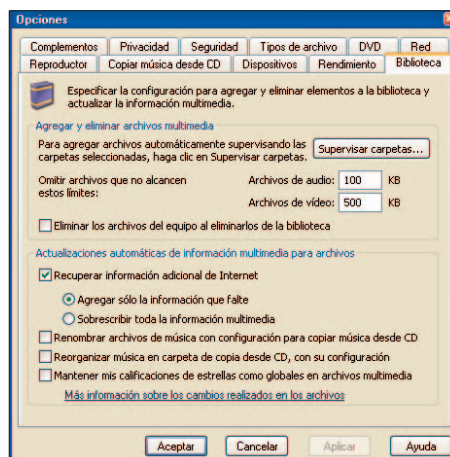 Opciones
Complementos Privacidad Seguridad Tipos de archivo DVD Red
Reproductor Copiar música desde CD Dispositivos Rendimiento Biblioteca
Especificar la configuración para agregar y eliminar elementos a la biblioteca y
actualizar la información multimedia.
Agregar y eliminar archivos multimedia
Para agregar archivos automáticamente supervisando las
carpetas seleccionadas, haga clic en Supervisar carpetas.
Supervisar carpetas...
Omitir archivos que no alcancen
estos límites:
Archivos de audio: 100 KB
Archivos de vídeo: 500 KB
Eliminar los archivos del equipo al eliminarlos de la biblioteca
Actualizaciones automáticas de información multimedia para archivos
Recuperar información adicional de Internet
Agregar sólo la información que falte
Sobrescribir toda la información multimedia
Renombrar archivos de música con configuración para copiar música desde CD
Reorganizar música en carpeta de copia desde CD, con su configuración
Mantener mis calificaciones de estrellas como globales en archivos multimedia
Más información sobre los cambios realizados en los archivos
Aceptar Cancelar Aplicar Ayuda